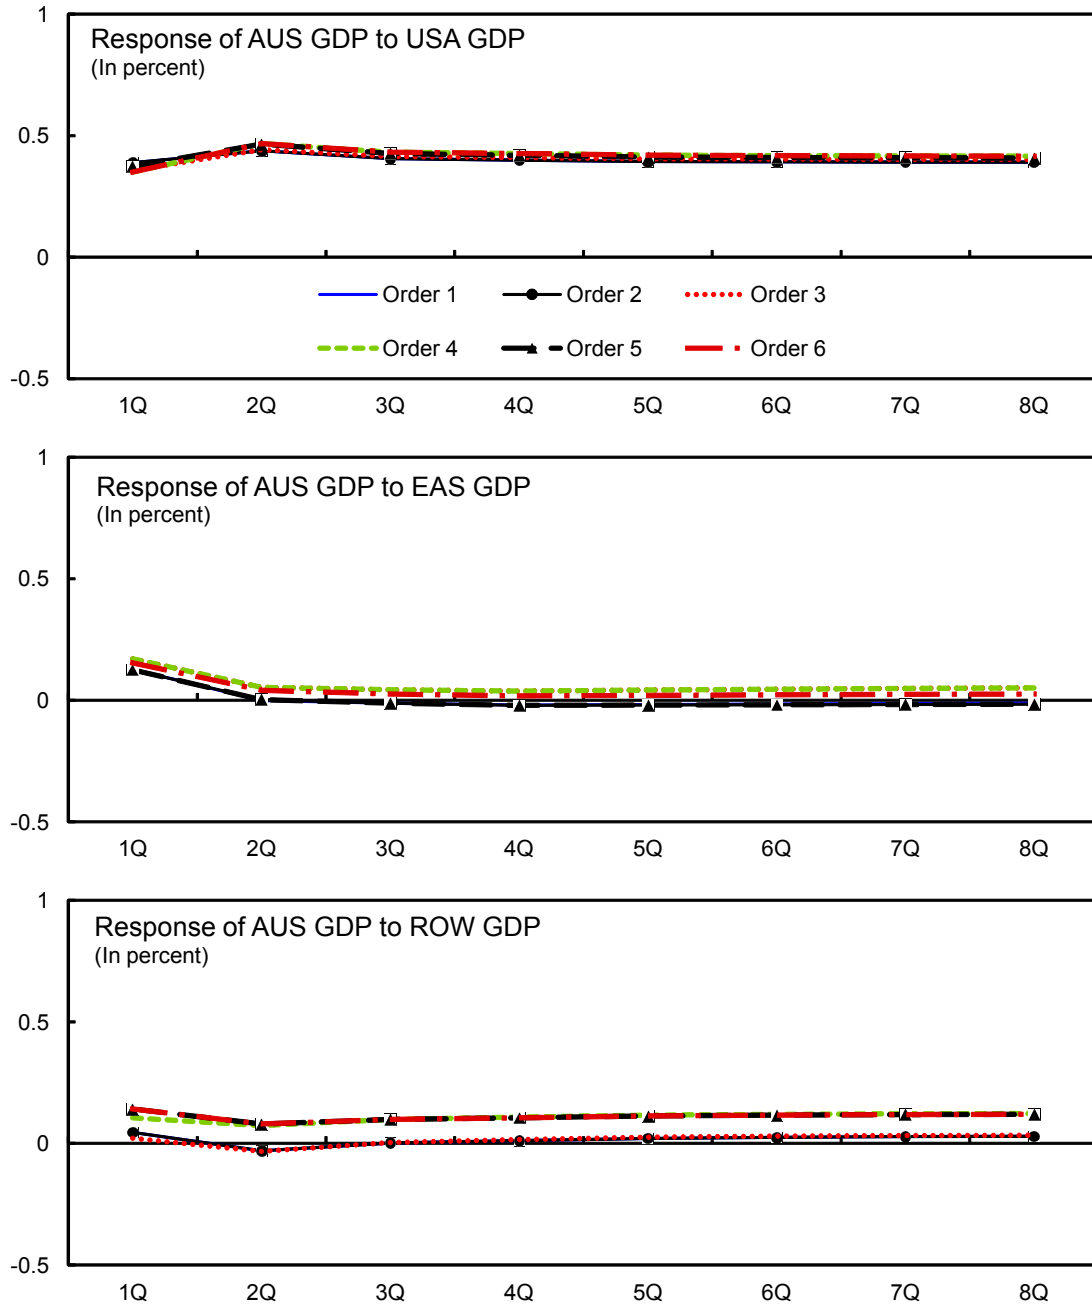 1
Response of AUS GDP to USA GDP
(In percent)
0.5
0
Order 1 Order 2 Order 3
Order 4 Order 5 Order 6
-0.5
1Q 2Q 3Q 4Q 5Q 6Q 7Q 8Q
1
Response of AUS GDP to EAS GDP
(In percent)
0.5
0
-0.5
1Q 2Q 3Q 4Q 5Q 6Q 7Q 8Q
1
Response of AUS GDP to ROW GDP
(In percent)
0.5
0
-0.5
1Q 2Q 3Q 4Q 5Q 6Q 7Q 8Q